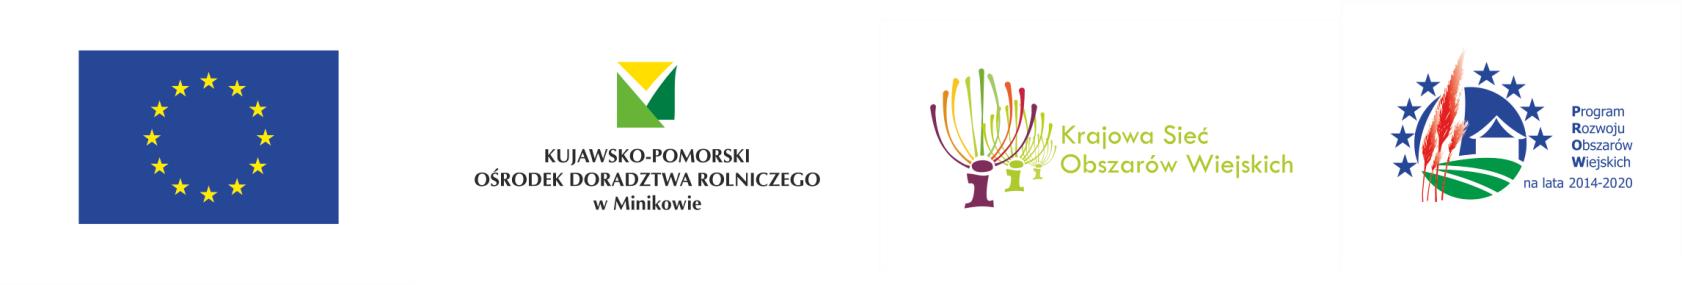 KUJAWSKO-POMORSKI
OŚRODEK DORADZTWA ROLNICZEGO
w Minikowie
Krajowa Sieć
Obszarów Wiejskich
Program
Rozwoju
Obszarów
Wiejskich
na lata 2014-2020